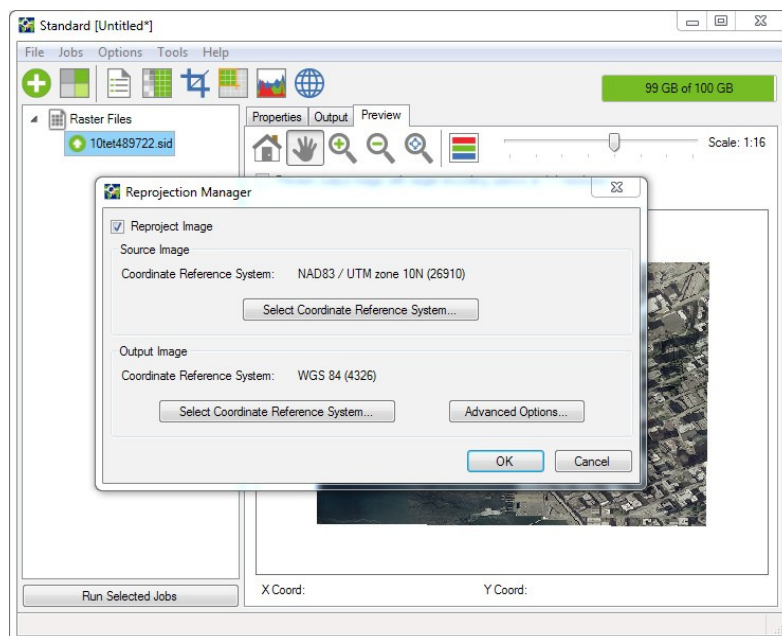 Standard [Untitled*]
File Jobs Options Tools Help
99 GB of 100 GB
Raster Files
10tet489722.sid
Properties Output Preview
Scale: 1:16
Reprojection Manager
Reproject Image
Source Image
Coordinate Reference System: NAD83 / UTM zone 10N (26910)
Select Coordinate Reference System...
Output Image
Coordinate Reference System: WGS 84 (4326)
Select Coordinate Reference System... Advanced Options...
OK Cancel
Run Selected Jobs
X Coord: Y Coord: